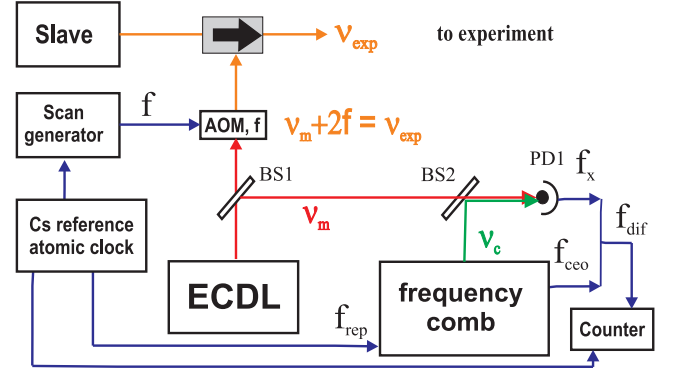 Slave
ν_exp
to experiment
Scan
generator
f
AOM, f
ν_m+2f = ν_exp
BS1
BS2
PD1
f_x
ν_m
ν_c
f_dif
f_ceo
Cs reference
atomic clock
ECDL
f_rep
frequency
comb
Counter